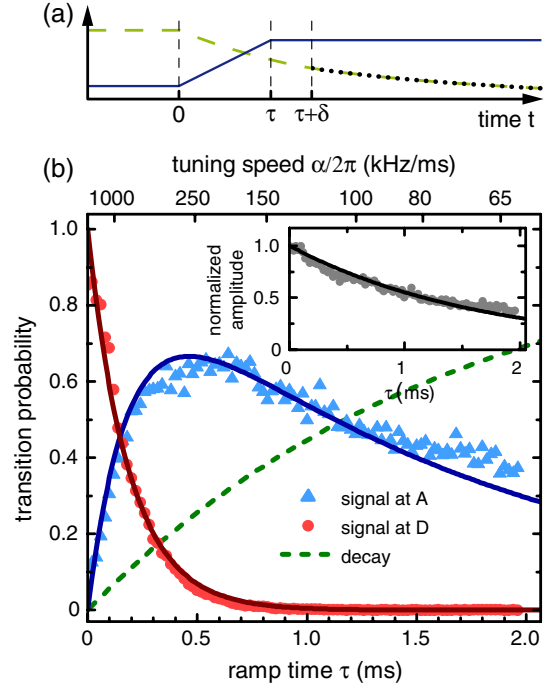 (a)
0 τ τ+δ time t
(b)
tuning speed α/2π (kHz/ms)
1000 250 150 100 80 65
transition probability
1.0
0.8
0.6
0.4
0.2
0
normalized
amplitude
1.0
0.5
0
0 1 2
τ(ms)
signal at A
signal at D
decay
0 0.5 1.0 1.5 2.0
ramp time τ (ms)